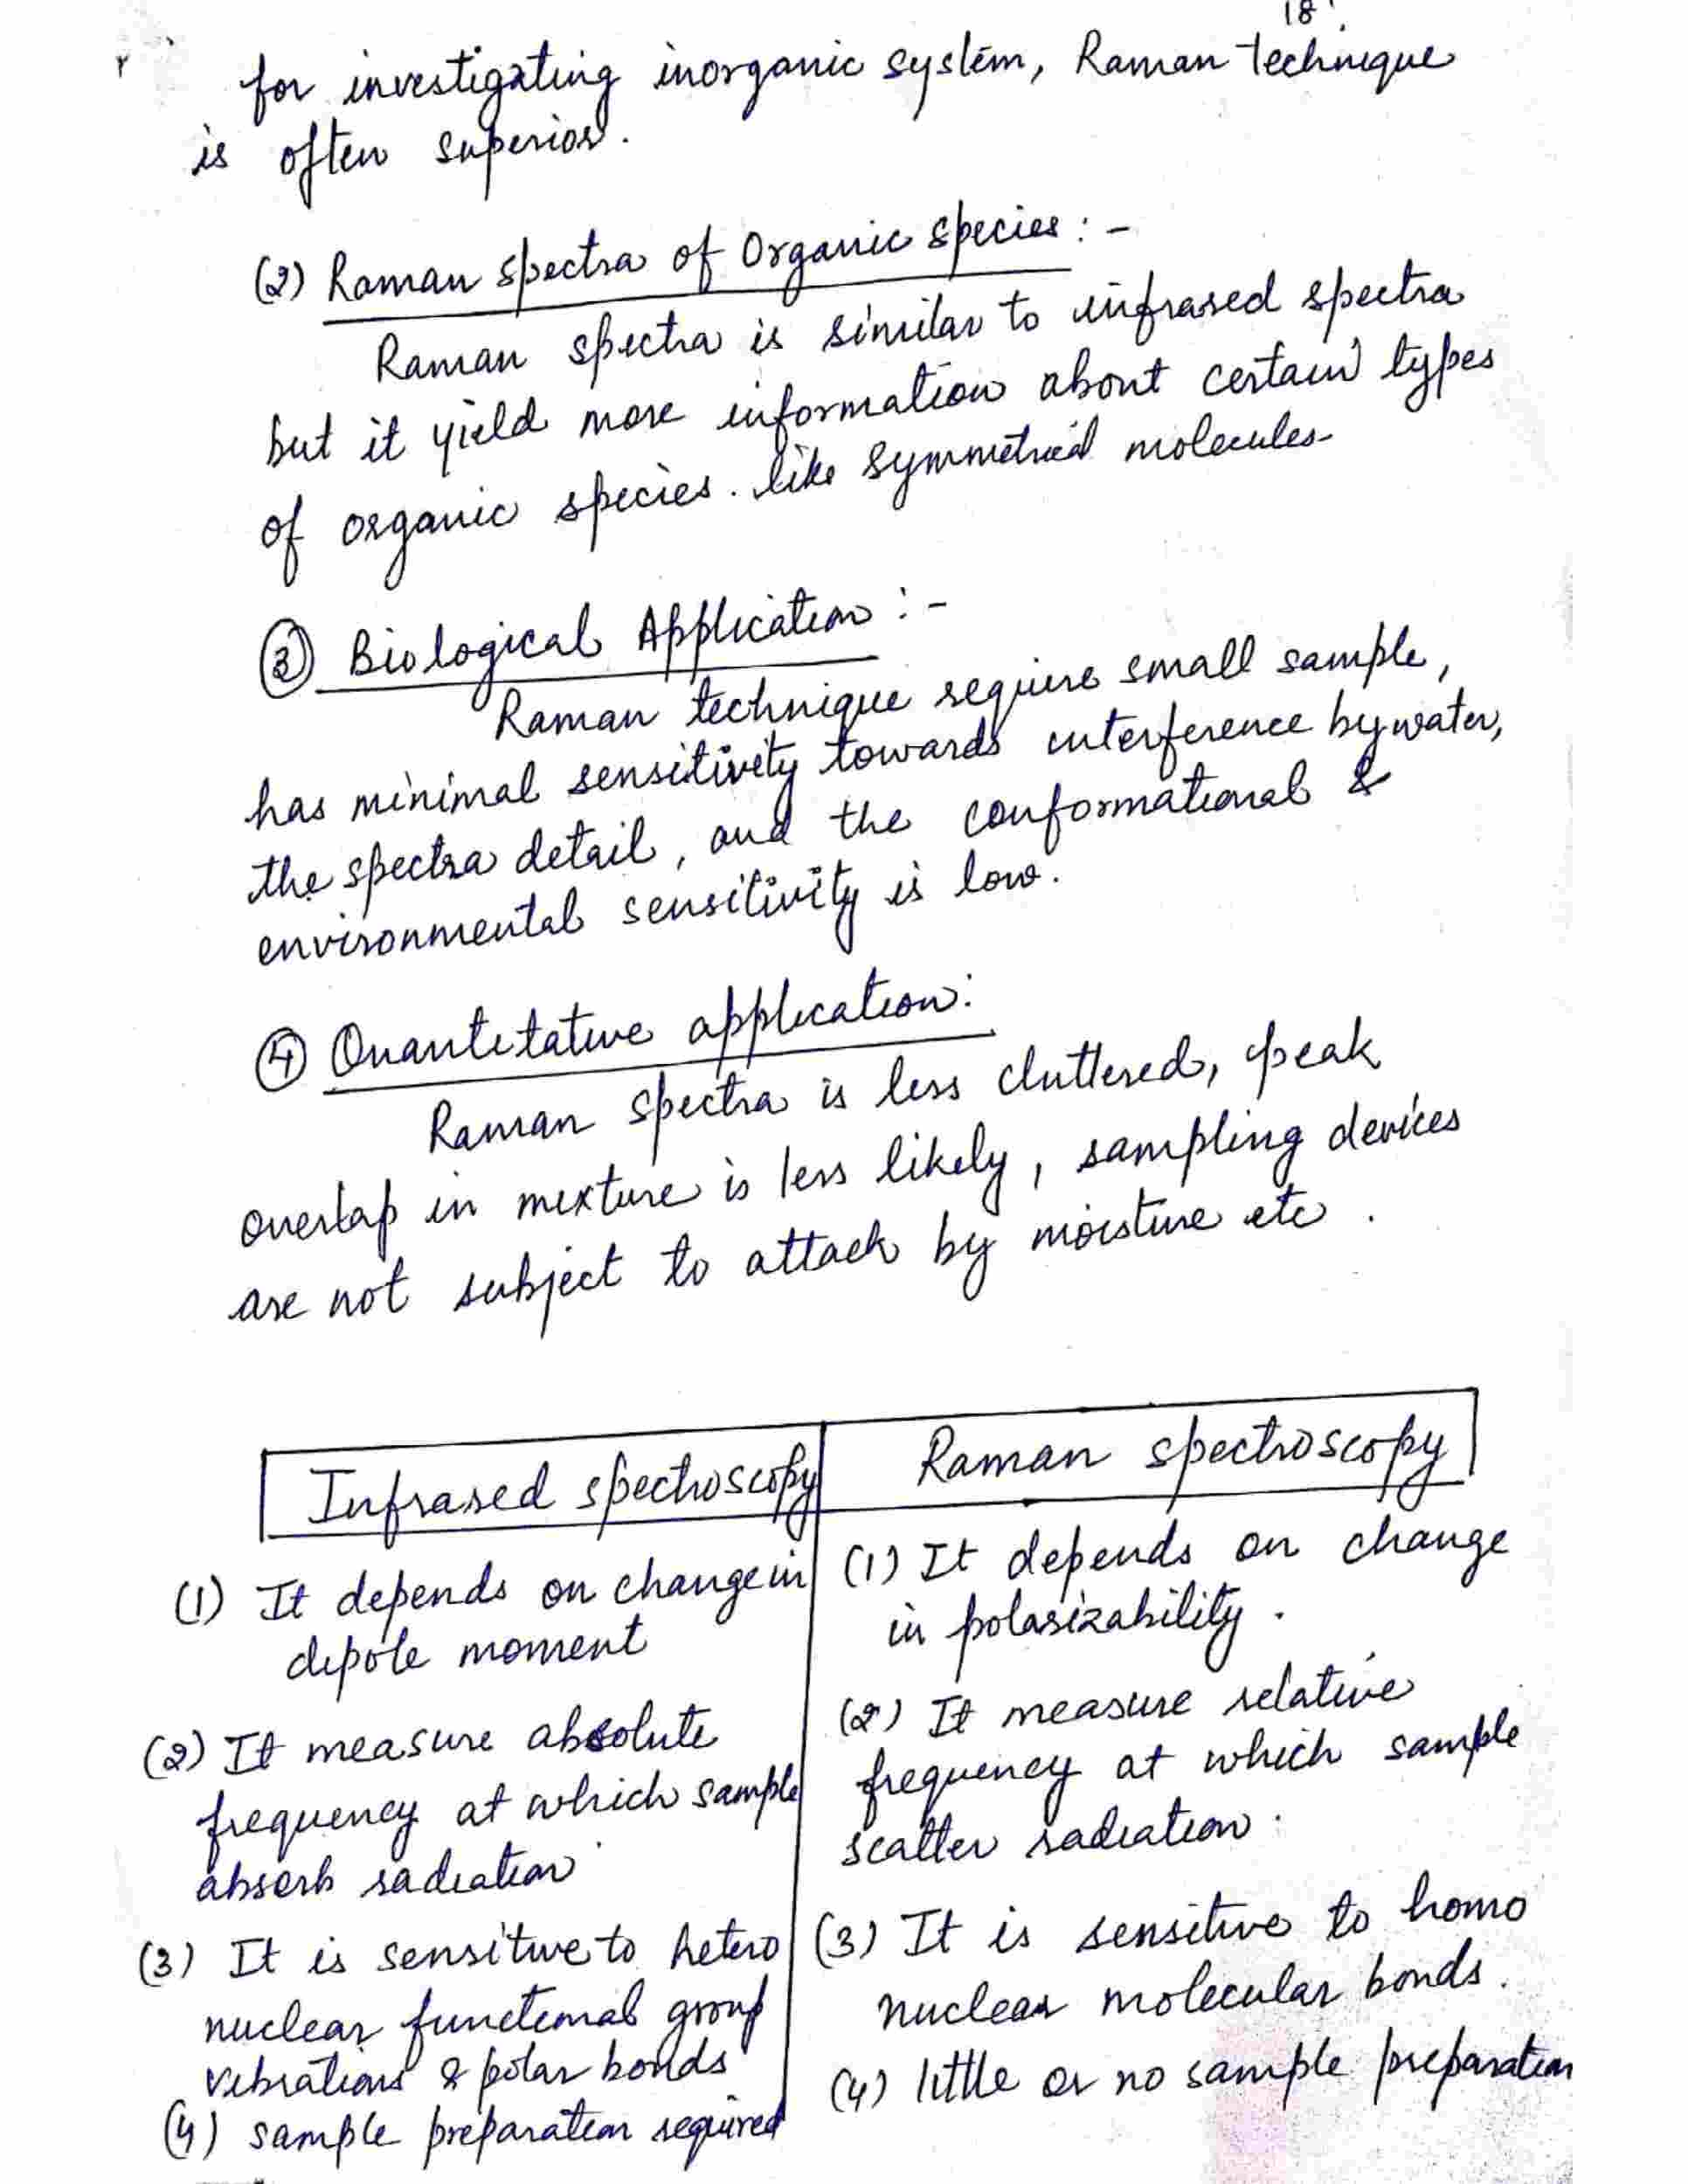 18
for investigating inorganic system, Raman technique
is often superior.
(2) Raman spectra of Organic species : -
Raman spectra is similar to infrared spectra
but it yield more information about certain types
of organic species. like symmetrical molecules
(3) Biological Application : -
Raman technique require small sample,
has minimal sensitivity towards interference by water,
the spectra detail, and the conformational &
environmental sensitivity is low.
(4) Quantitative application:
Raman spectra is less cluttered, peak
overlap in mixture is less likely, sampling devices
are not subject to attack by moisture etc.
Infrared spectroscopy
(1) It depends on change in
dipole moment
(2) It measure absolute
frequency at which sample
absorb radiation
(3) It is sensitive to hetero
nuclear functional group
vibrations & polar bonds
(4) sample preparation required
Raman spectroscopy
(1) It depends on change
in polarizability.
(2) It measure relative
frequency at which sample
scatter radiation.
(3) It is sensitive to homo
nuclear molecular bonds.
(4) little or no sample preparation